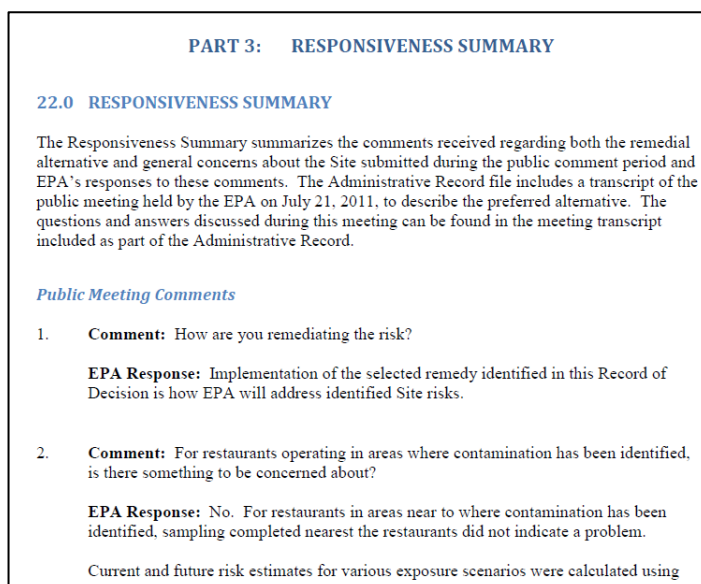 PART 3: RESPONSIVENESS SUMMARY
22.0 RESPONSIVENESS SUMMARY
The Responsiveness Summary summarizes the comments received regarding both the remedial
alternative and general concerns about the Site submitted during the public comment period and
EPA's responses to these comments. The Administrative Record file includes a transcript of the
public meeting held by the EPA on July 21, 2011, to describe the preferred alternative. The
questions and answers discussed during this meeting can be found in the meeting transcript
included as part of the Administrative Record.
Public Meeting Comments
1. Comment: How are you remediating the risk?
EPA Response: Implementation of the selected remedy identified in this Record of
Decision is how EPA will address identified Site risks.
2. Comment: For restaurants operating in areas where contamination has been identified,
is there something to be concerned about?
EPA Response: No. For restaurants in areas near to where contamination has been
identified, sampling completed nearest the restaurants did not indicate a problem.
Current and future risk estimates for various exposure scenarios were calculated using